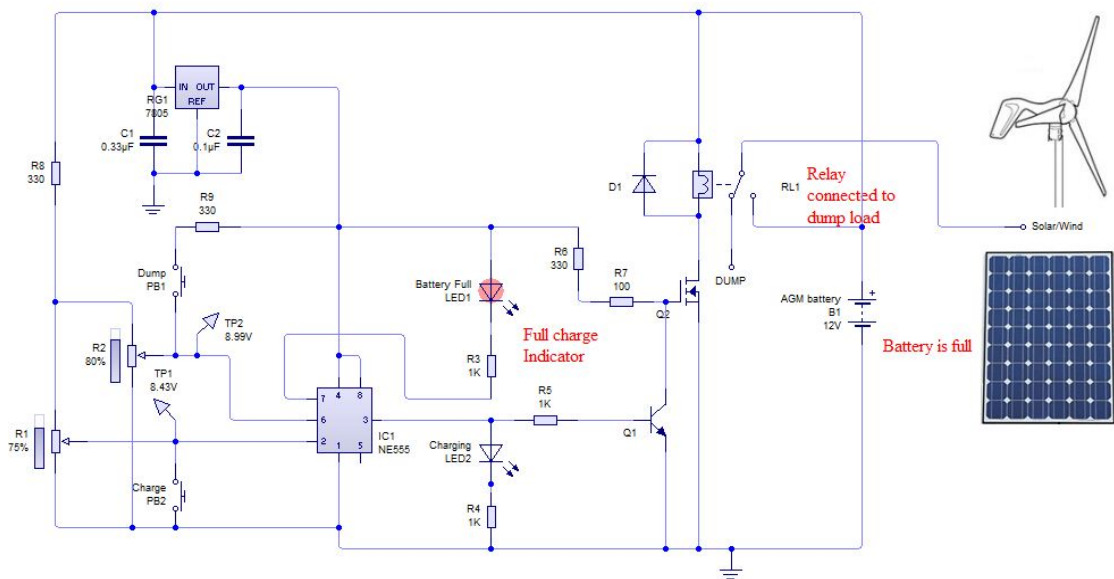 IN OUT
REF
RG1
7805
C1
0.33µF
C2
0.1µF
R8
330
R9
330
Dump
PB1
TP2
8.99V
R2
80%
TP1
8.43V
R1
75%
Charge
PB2
Battery Full
LED1
Full charge
Indicator
R3
1K
7 4 8
6 3
2 1 5
IC1
NE555
R5
1K
Charging
LED2
R4
1K
R6
330
R7
100
Q2
Q1
D1
RL1
Relay
connected to
dump load
DUMP
Solar/Wind
AGM battery
B1
12V
+
Battery is full